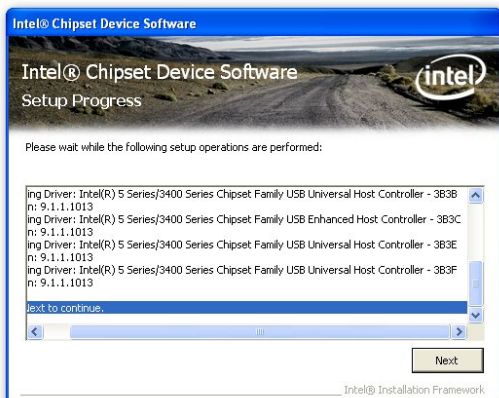 Intel® Chipset Device Software
Intel® Chipset Device Software
intel
Setup Progress
Please wait while the following setup operations are performed:
ing Driver: Intel(R) 5 Series/3400 Series Chipset Family USB Universal Host Controller - 3B3B
n: 9.1.1.1013
ing Driver: Intel(R) 5 Series/3400 Series Chipset Family USB Enhanced Host Controller - 3B3C
n: 9.1.1.1013
ing Driver: Intel(R) 5 Series/3400 Series Chipset Family USB Universal Host Controller - 3B3E
n: 9.1.1.1013
ing Driver: Intel(R) 5 Series/3400 Series Chipset Family USB Universal Host Controller - 3B3F
n: 9.1.1.1013
Next to continue.
Next
Intel® Installation Framework